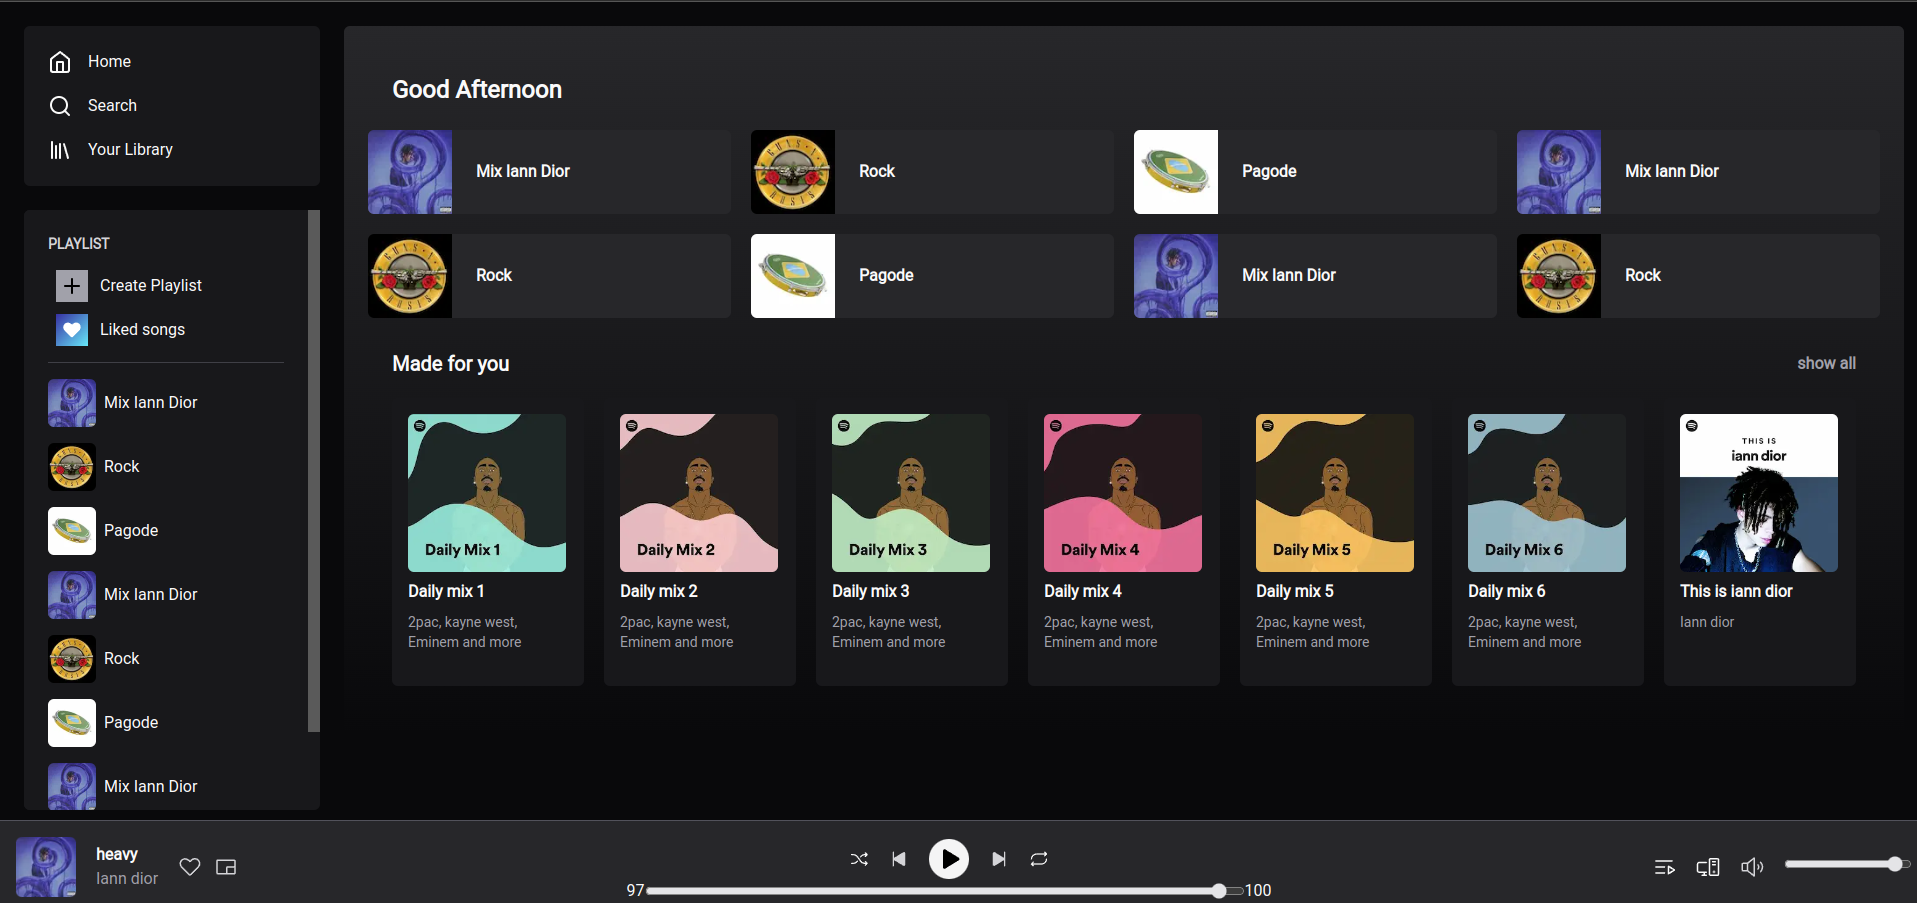 Home
Search
Your Library
PLAYLIST
Create Playlist
Liked songs
Mix Iann Dior
Rock
Pagode
Mix Iann Dior
Rock
Pagode
Mix Iann Dior
Good Afternoon
Mix Iann Dior
Rock
Pagode
Mix Iann Dior
Rock
Pagode
Mix Iann Dior
Rock
Made for you
show all
Daily Mix 1
Daily mix 1
2pac, kayne west,
Eminem and more
Daily Mix 2
Daily mix 2
2pac, kayne west,
Eminem and more
Daily Mix 3
Daily mix 3
2pac, kayne west,
Eminem and more
Daily Mix 4
Daily mix 4
2pac, kayne west,
Eminem and more
Daily Mix 5
Daily mix 5
2pac, kayne west,
Eminem and more
Daily Mix 6
Daily mix 6
2pac, kayne west,
Eminem and more
THIS IS
iann dior
This is iann dior
Iann dior
heavy
Iann dior
97
100